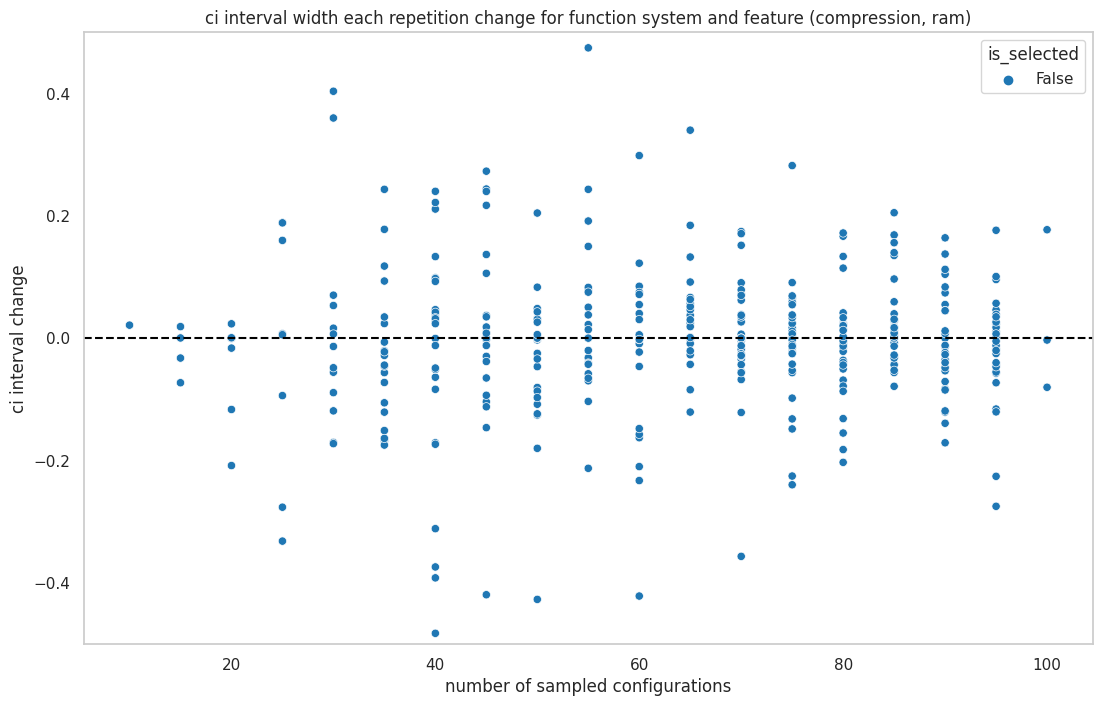 ci interval width each repetition change for function system and feature (compression, ram)
is_selected
False
0.4
0.2
0.0
−0.2
−0.4
ci interval change
20
40
60
80
100
number of sampled configurations